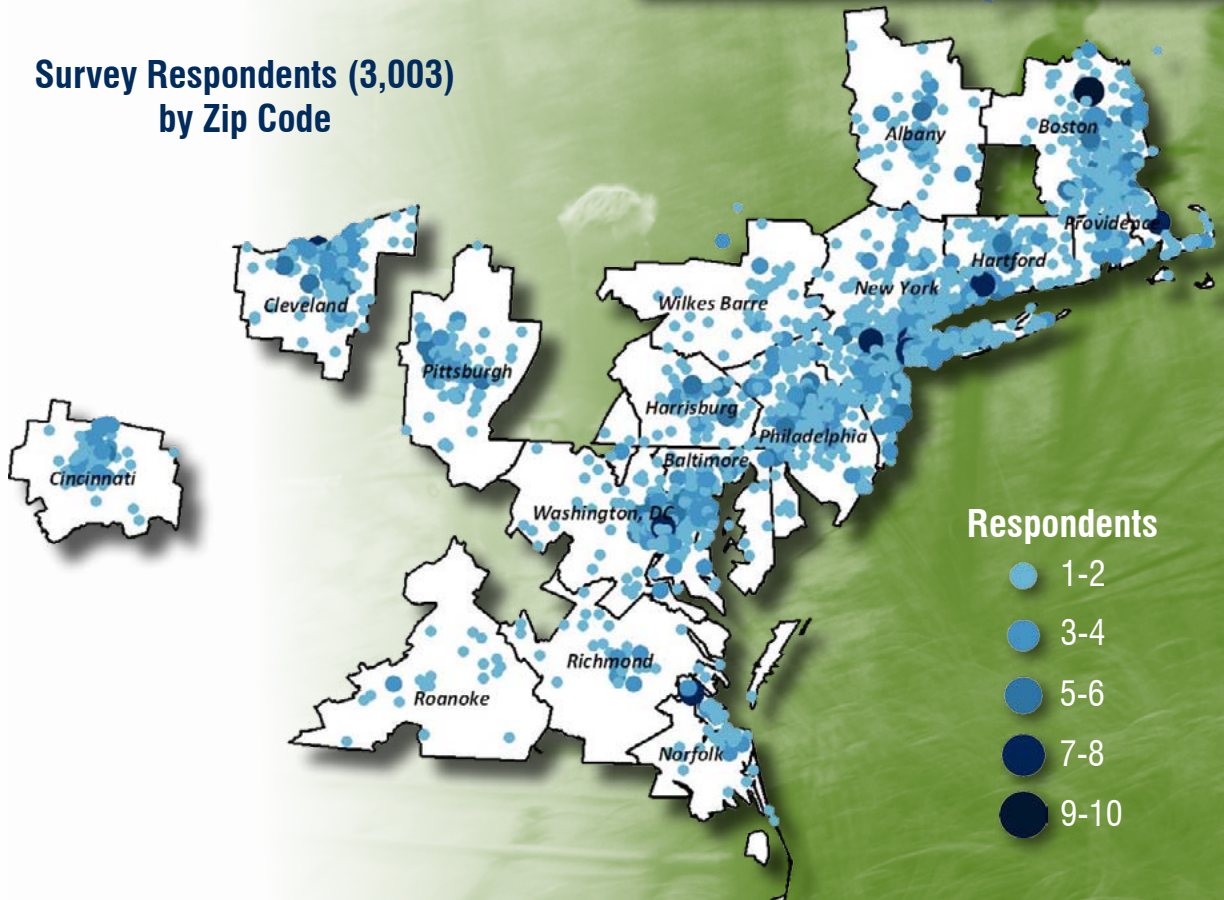 Survey Respondents (3,003)
by Zip Code
Albany
Boston
Providence
Hartford
New York
Wilkes Barre
Cleveland
Pittsburgh
Harrisburg
Philadelphia
Baltimore
Cincinnati
Washington, DC
Richmond
Roanoke
Norfolk
Respondents
1-2
3-4
5-6
7-8
9-10